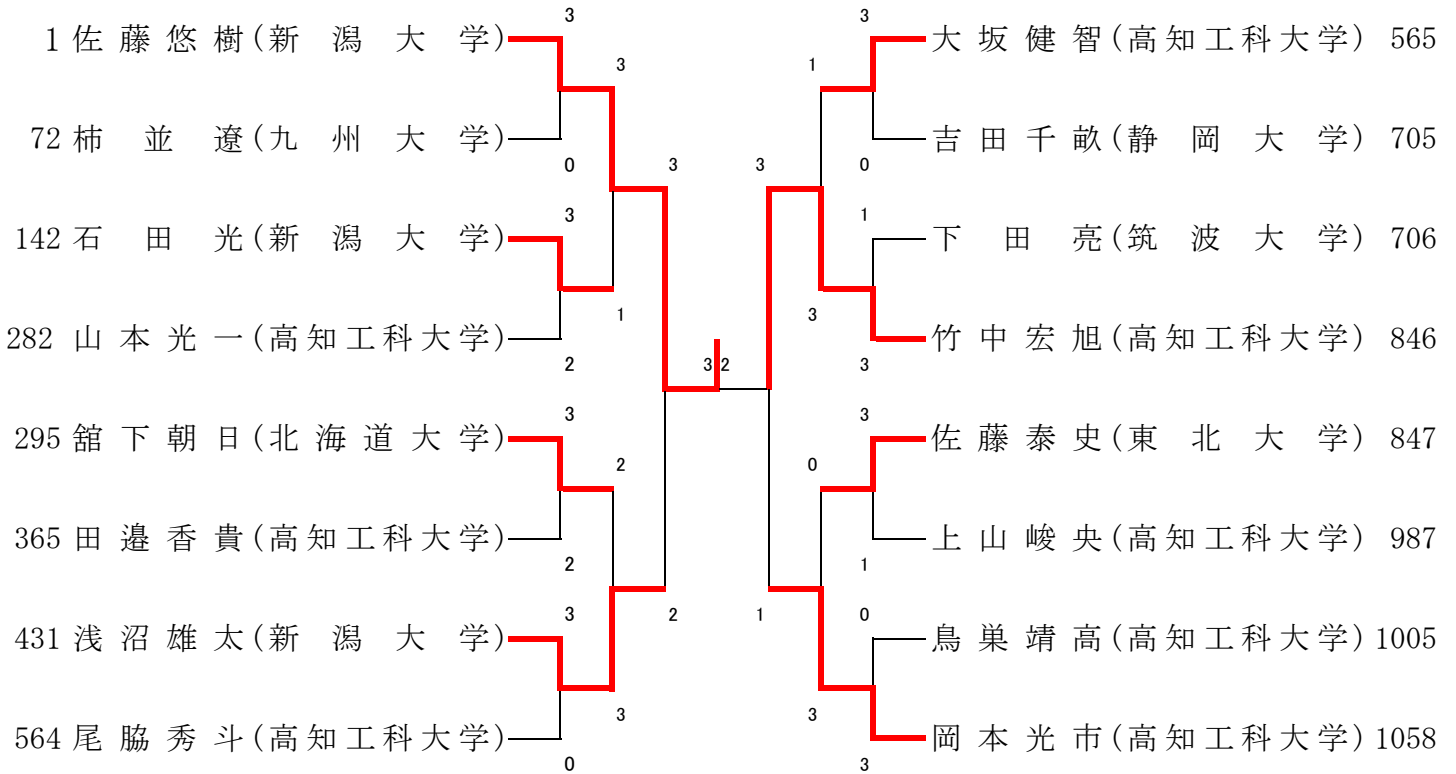 3 3
1 佐藤悠樹(新潟大学) 大坂健智(高知工科大学) 565
3 1
72 柿並遼(九州大学) 吉田千畝(静岡大学) 705
0 3 3 0
3 1
142 石田光(新潟大学) 下田亮(筑波大学) 706
1 3
282 山本光一(高知工科大学) 竹中宏旭(高知工科大学) 846
2 3 2 3
3 3
295 舘下朝日(北海道大学) 佐藤泰史(東北大学) 847
2 0
365 田邉香貴(高知工科大学) 上山峻央(高知工科大学) 987
2 1
3 2 1 0
431 浅沼雄太(新潟大学) 鳥巣靖高(高知工科大学) 1005
3 3
564 尾脇秀斗(高知工科大学) 岡本光市(高知工科大学) 1058
0 3